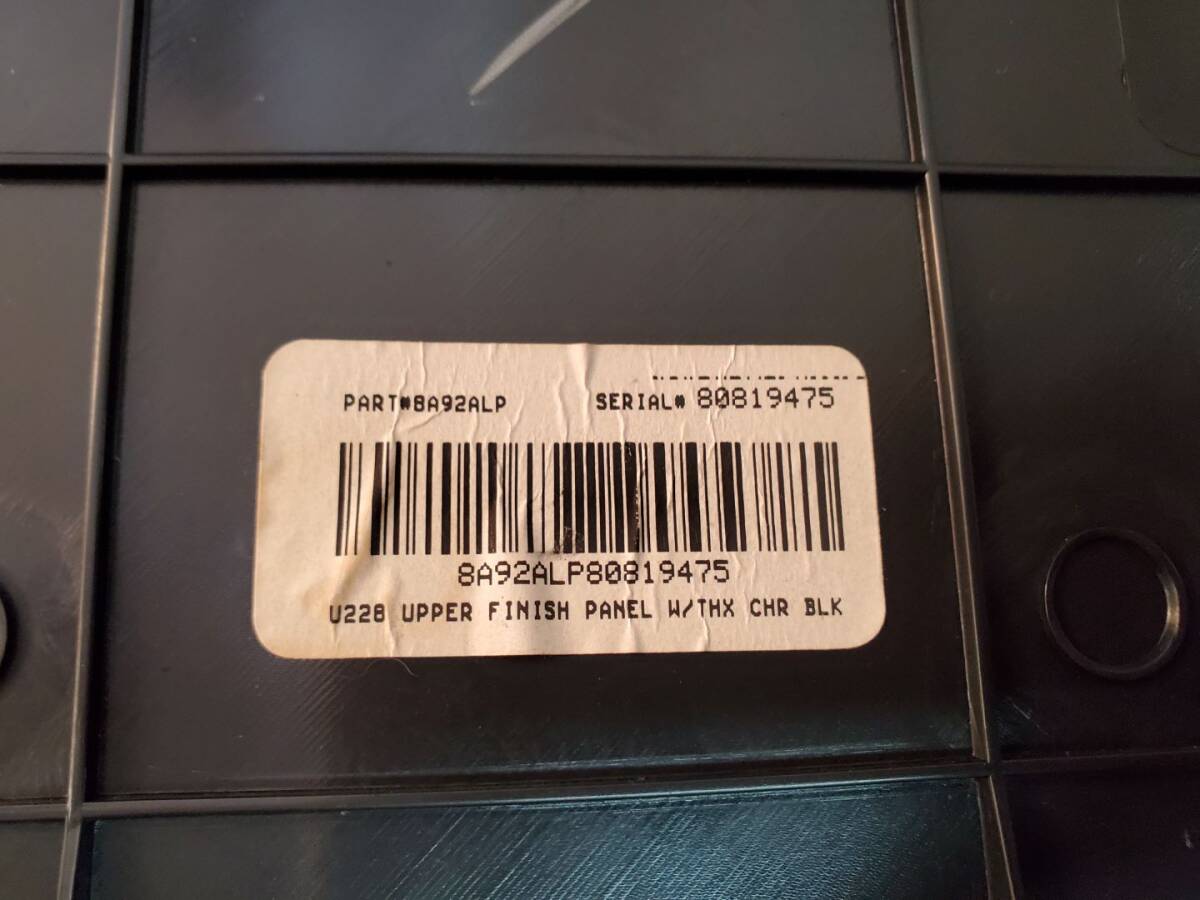 PART#8A92ALP SERIAL# 80819475
8A92ALP80819475
U228 UPPER FINISH PANEL W/THX CHR BLK